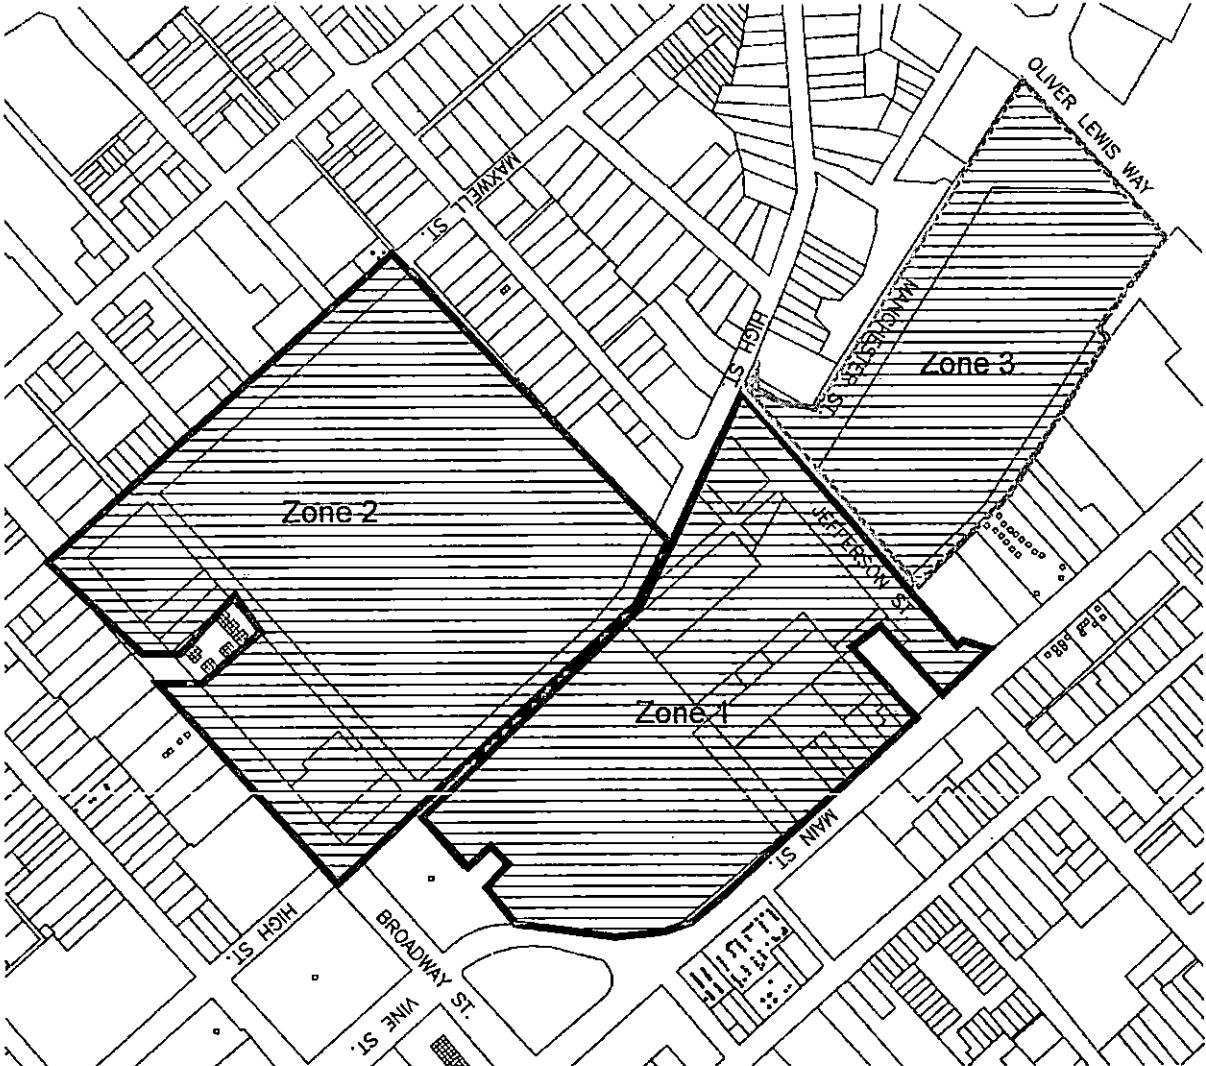 OLIVER LEWIS WAY
MAXWELL
ST.
MANCHESTER ST.
HIGH
ST.
Zone 3
Zone 2
JEFFERSON ST.
Zone 1
MAIN
ST.
HIGH
ST.
BROADWAY ST.
VINE
ST.